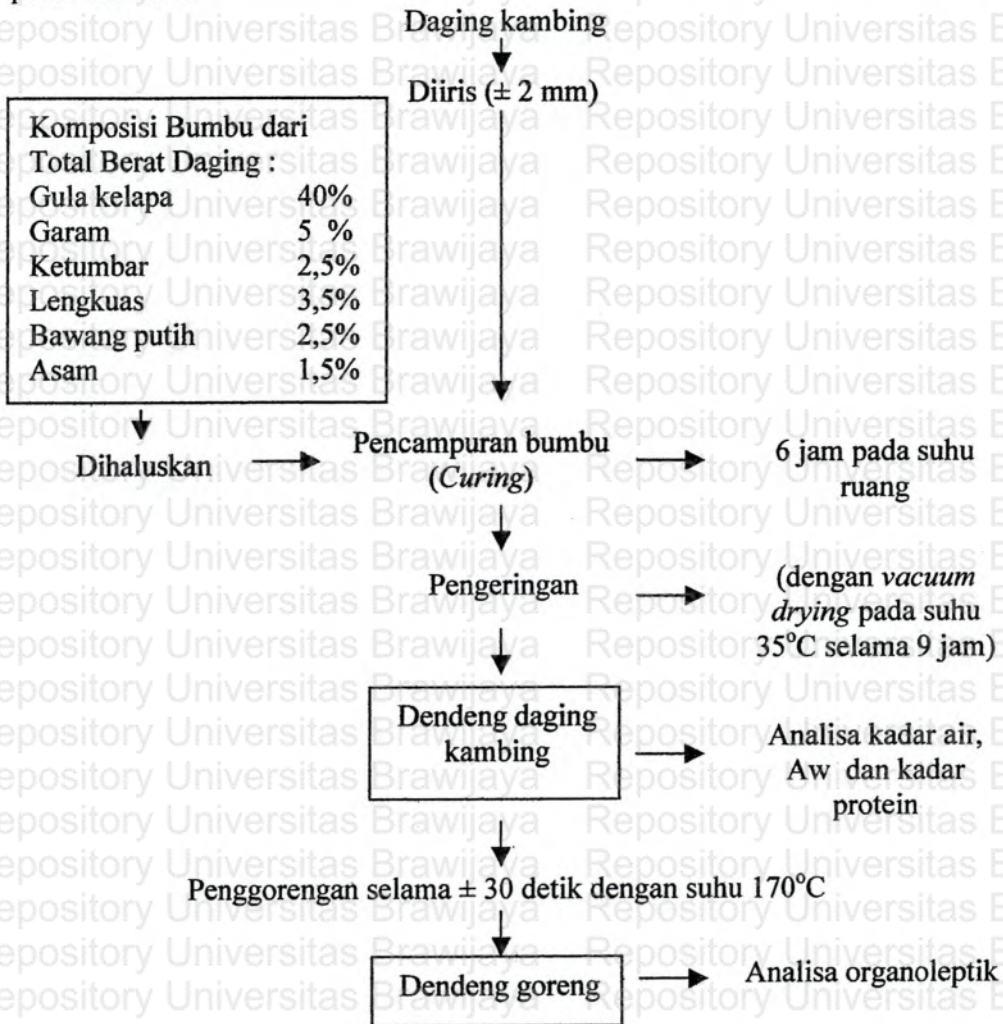 Daging kambing
Diiris (± 2 mm)
Komposisi Bumbu dari
Total Berat Daging :
Gula kelapa 40%
Garam 5 %
Ketumbar 2,5%
Lengkuas 3,5%
Bawang putih 2,5%
Asam 1,5%
Dihaluskan
Pencampuran bumbu
(Curing)
6 jam pada suhu
ruang
Pengeringan
(dengan vacuum
drying pada suhu
35°C selama 9 jam)
Dendeng daging
kambing
Analisa kadar air,
Aw dan kadar
protein
Penggorengan selama ± 30 detik dengan suhu 170°C
Dendeng goreng
Analisa organoleptik